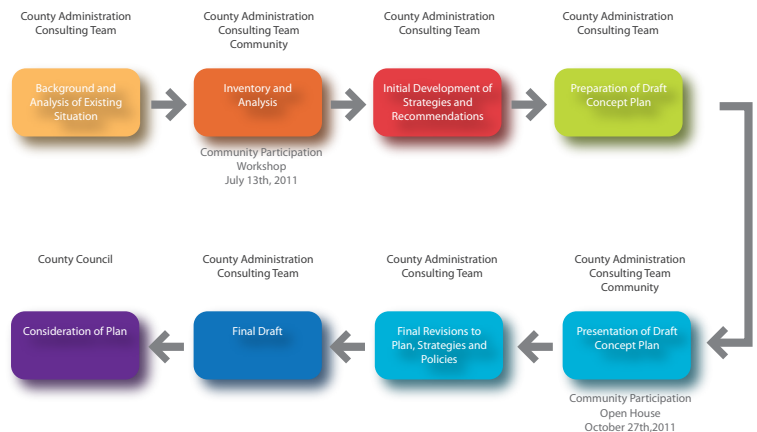 County Administration
Consulting Team
County Administration
Consulting Team
Community
County Administration
Consulting Team
County Administration
Consulting Team
Background and
Analysis of Existing
Situation
Inventory and
Analysis
Initial Development of
Strategies and
Recommendations
Preparation of Draft
Concept Plan
Community Participation
Workshop
July 13th, 2011
County Council
County Administration
Consulting Team
County Administration
Consulting Team
County Administration
Consulting Team
Community
Consideration of Plan
Final Draft
Final Revisions to
Plan, Strategies and
Policies
Presentation of Draft
Concept Plan
Community Participation
Open House
October 27th,2011